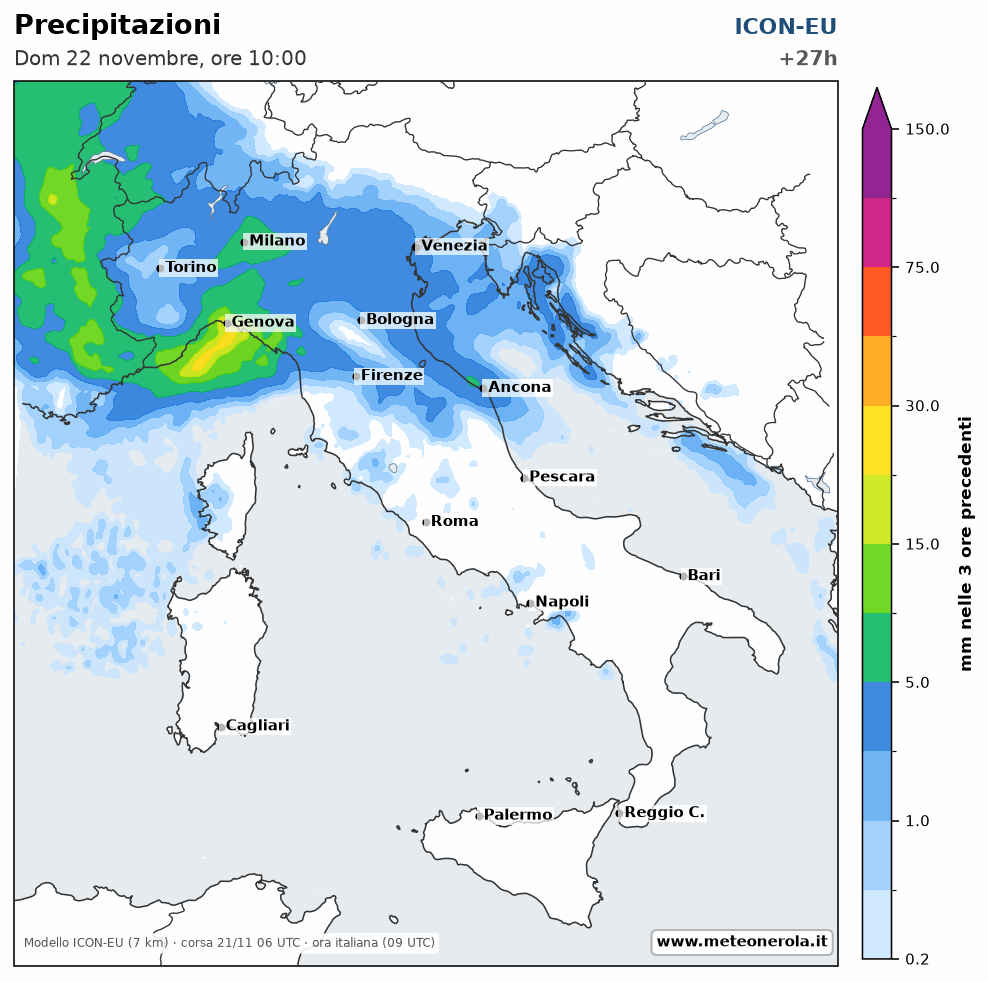 Precipitazioni
ICON-EU
Dom 22 novembre, ore 10:00
+27h
150.0
75.0
30.0
15.0
5.0
1.0
0.2
mm nelle 3 ore precedenti
Milano
Venezia
Torino
Genova
Bologna
Firenze
Ancona
Pescara
Roma
Bari
Napoli
Cagliari
Palermo
Reggio C.
Modello ICON-EU (7 km) · corsa 21/11 06 UTC · ora italiana (09 UTC)
www.meteonerola.it